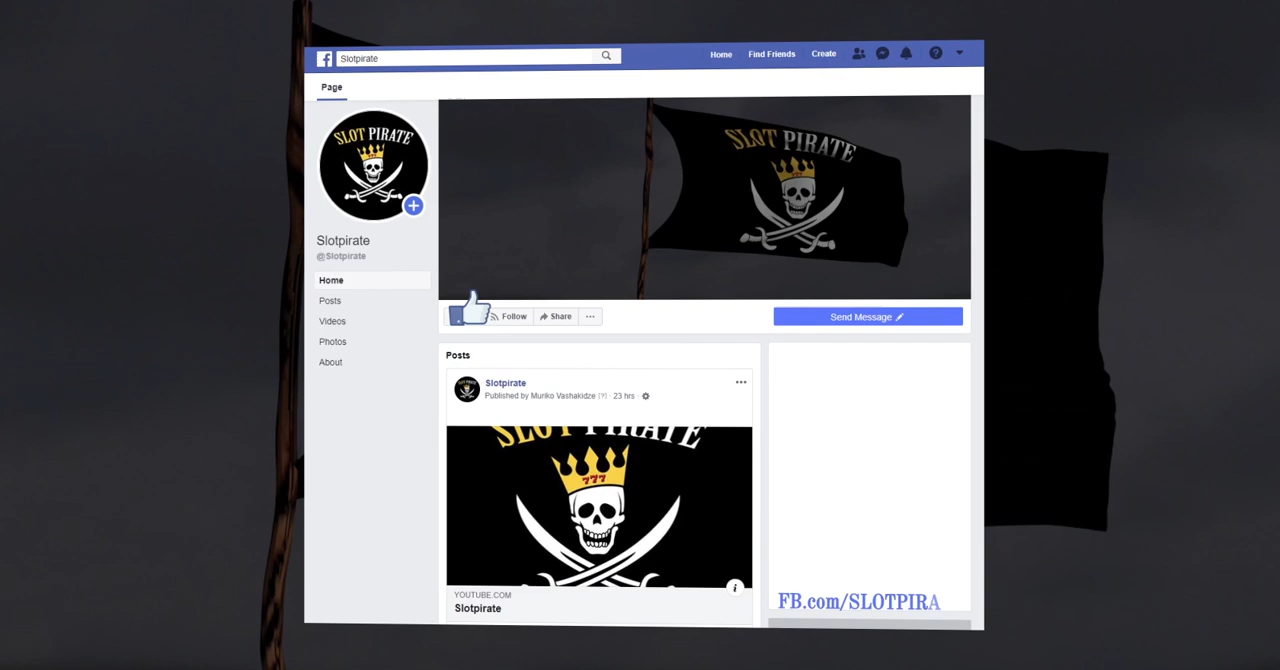 Slotpirate
Home
Find Friends
Create
Page
SLOT PIRATE
777
Slotpirate
@Slotpirate
Home
Posts
Videos
Photos
About
SLOT PIRATE
Follow
Share
Send Message
Posts
Slotpirate
Published by Muriko Vashakidze [?] · 23 hrs ·
SLOT PIRATE
777
YOUTUBE.COM
Slotpirate
FB.com/SLOTPIRA